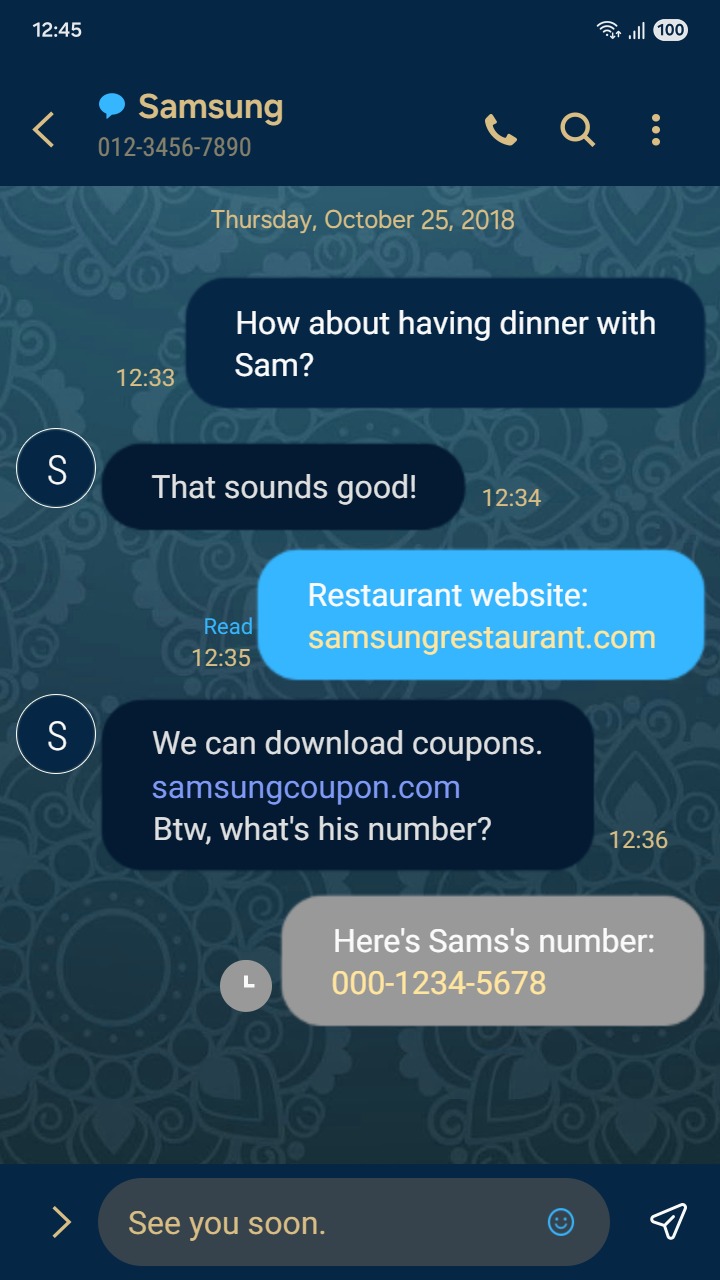 12:45
100
Samsung
012-3456-7890
Thursday, October 25, 2018
How about having dinner with
Sam?
12:33
S
That sounds good!
12:34
Restaurant website:
samsungrestaurant.com
Read
12:35
S
We can download coupons.
samsungcoupon.com
Btw, what's his number?
12:36
Here's Sams's number:
000-1234-5678
See you soon.